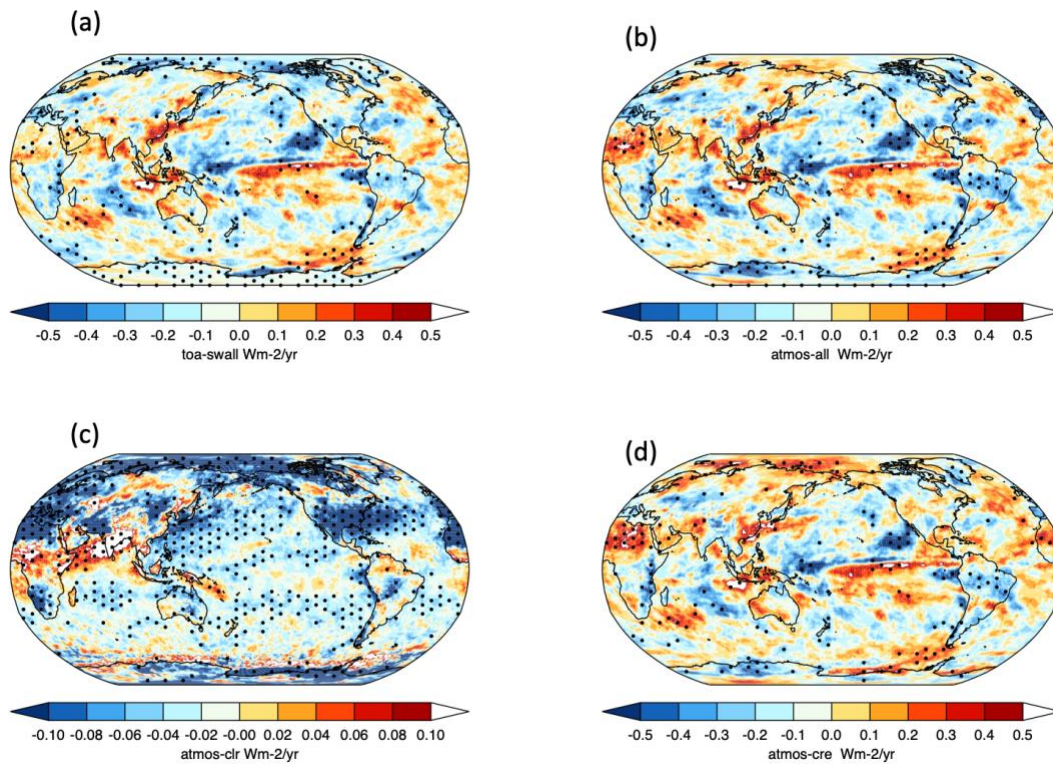 (a)
(b)
-0.5 -0.4 -0.3 -0.2 -0.1 0.0 0.1 0.2 0.3 0.4 0.5
toa-swall Wm-2/yr
-0.5 -0.4 -0.3 -0.2 -0.1 0.0 0.1 0.2 0.3 0.4 0.5
atmos-all Wm-2/yr
(c)
(d)
-0.10 -0.08 -0.06 -0.04 -0.02 -0.00 0.02 0.04 0.06 0.08 0.10
atmos-clr Wm-2/yr
-0.5 -0.4 -0.3 -0.2 -0.1 0.0 0.1 0.2 0.3 0.4 0.5
atmos-cre Wm-2/yr